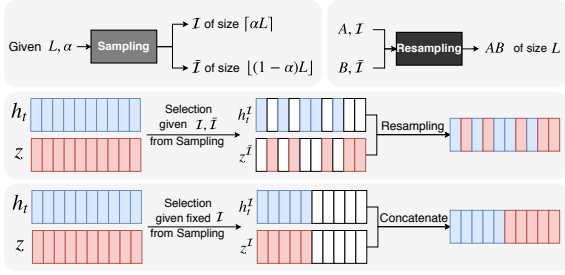 Given L, α
Sampling
𝓘 of size ⌈αL⌉
𝓘̄ of size ⌊(1 − α)L⌋
A, 𝓘
B, 𝓘̄
Resampling
AB of size L
h_t
z
Selection
given 𝓘, 𝓘̄
from Sampling
h_t^𝓘
z^𝓘̄
Resampling
h_t
z
Selection
given fixed 𝓘
from Sampling
h_t^𝓘
z^𝓘
Concatenate